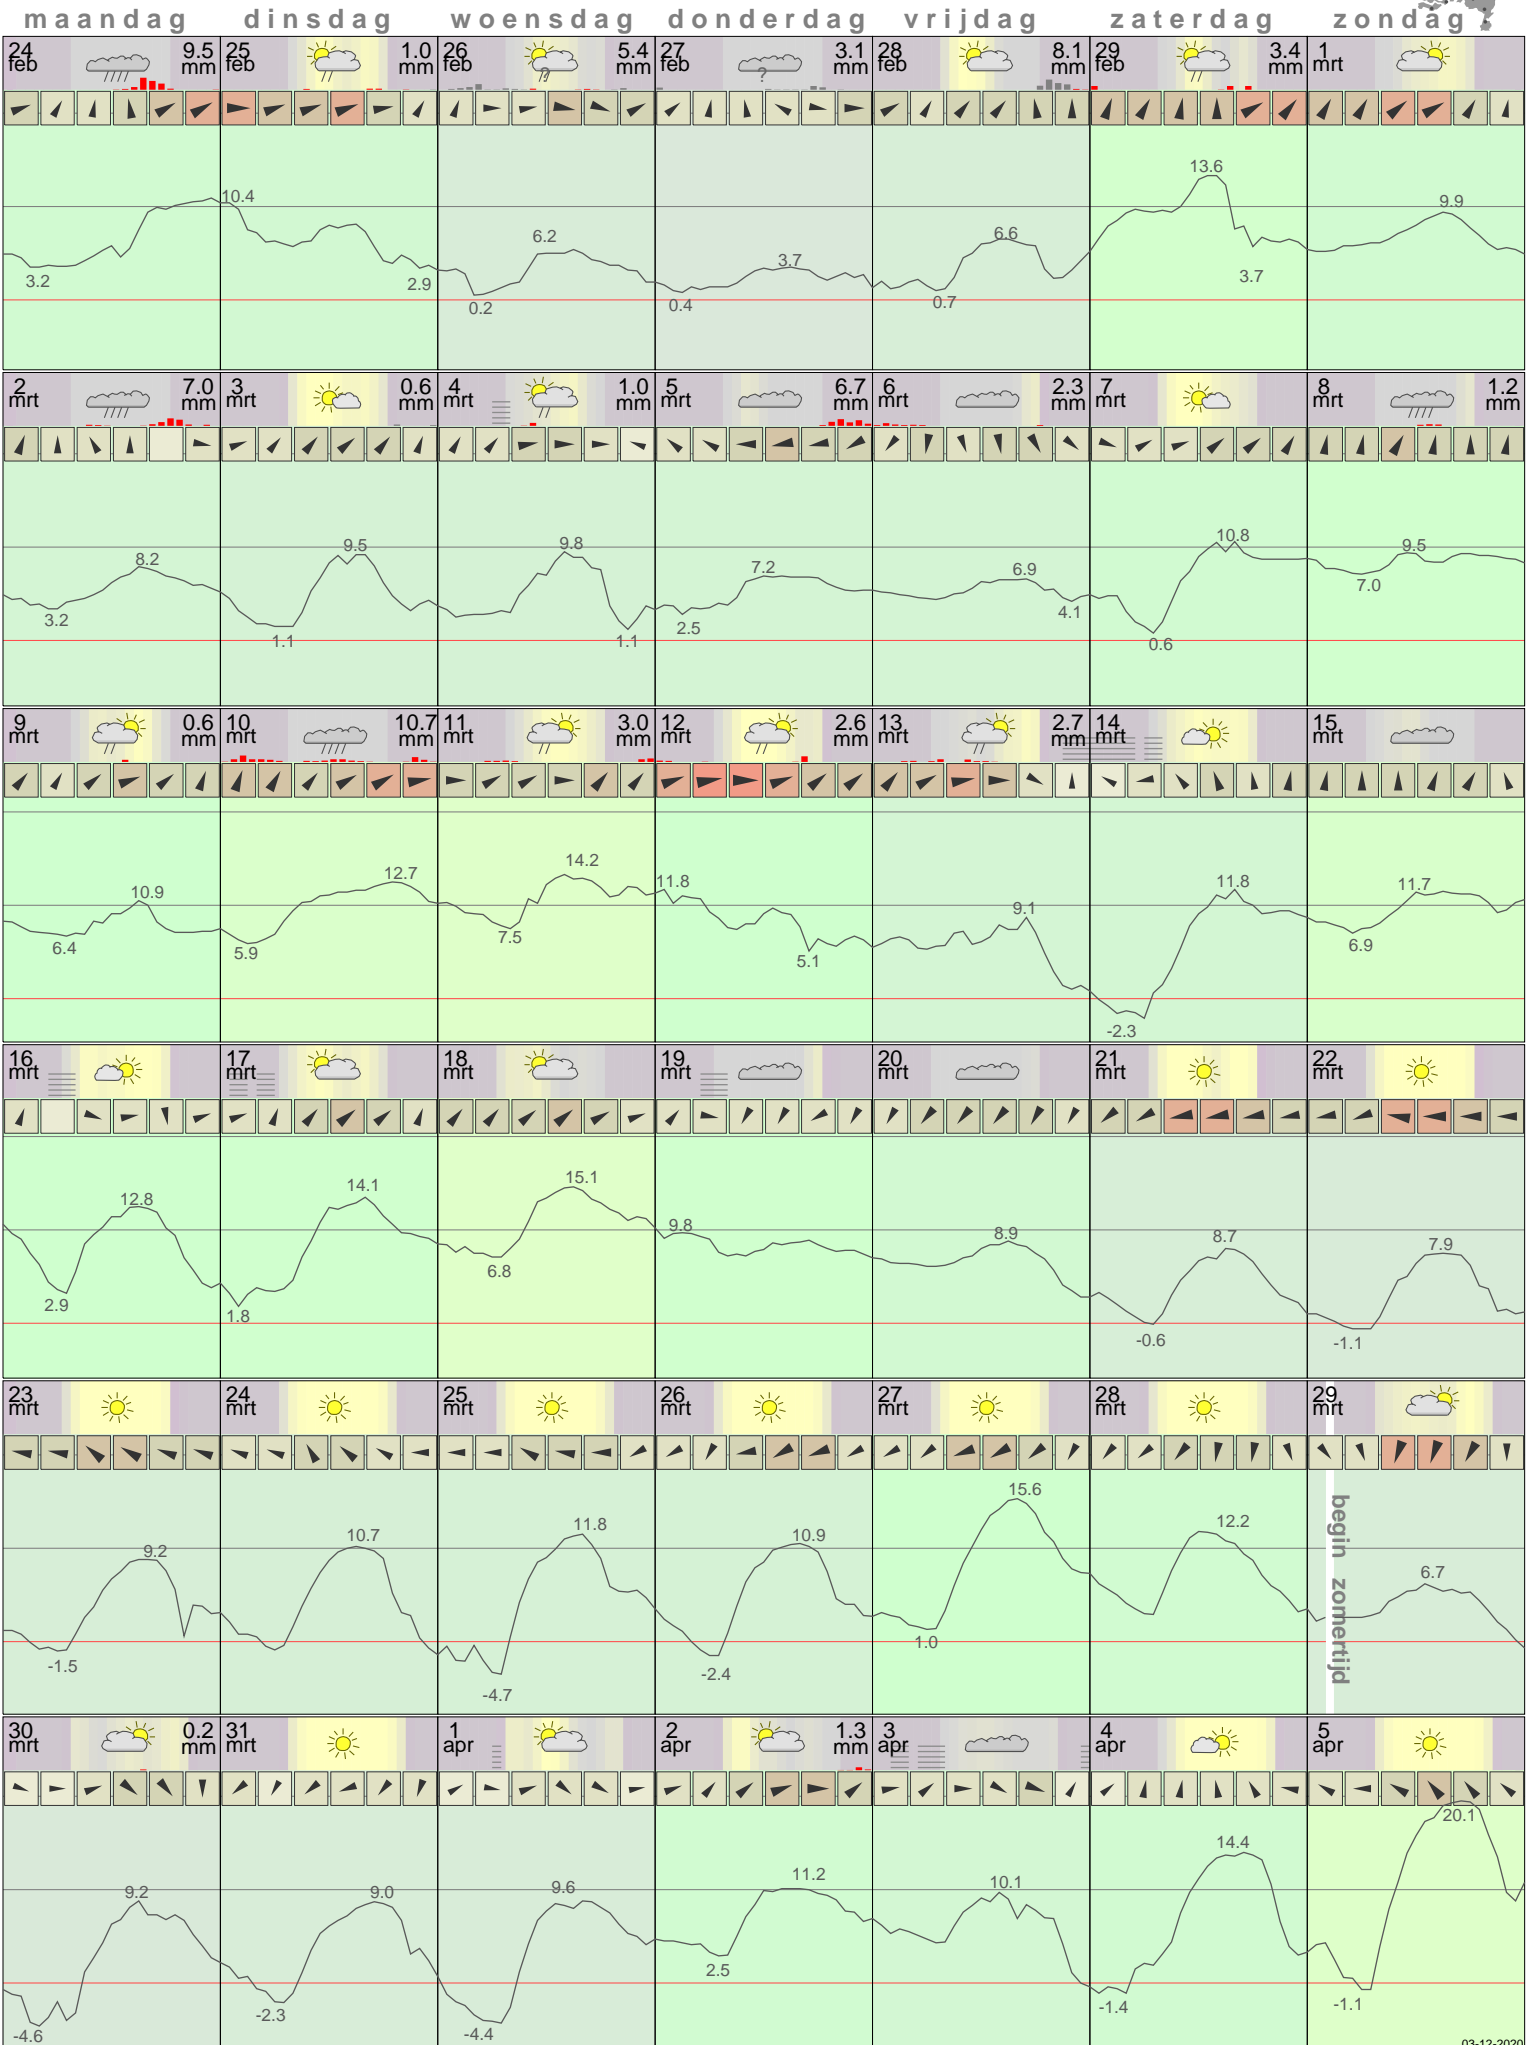 maandag dinsdag woensdag donderdag vrijdag zaterdag zondag
24 feb 9.5 mm 25 feb 1.0 mm 26 feb ? 5.4 mm 27 feb ? 3.1 mm 28 feb 8.1 mm 29 feb 3.4 mm 1 mrt
13.6
10.4 9.9
6.2 6.6
3.7
3.2 2.9 3.7
0.2 0.4 0.7
2 mrt 7.0 mm 3 mrt 0.6 mm 4 mrt 1.0 mm 5 mrt 6.7 mm 6 mrt 2.3 mm 7 mrt 8 mrt 1.2 mm
8.2 9.5 9.8 7.2 6.9 10.8 9.5
3.2 1.1 1.1 2.5 4.1 0.6 7.0
9 mrt 0.6 mm 10 mrt 10.7 mm 11 mrt 3.0 mm 12 mrt 2.6 mm 13 mrt 2.7 mm 14 mrt 15 mrt
10.9 12.7 14.2 11.8 9.1 11.8 11.7
6.4 5.9 7.5 5.1 -2.3 6.9
16 mrt 17 mrt 18 mrt 19 mrt 20 mrt 21 mrt 22 mrt
12.8 14.1 15.1 9.8 8.9 8.7 7.9
2.9 1.8 6.8 -0.6 -1.1
23 mrt 24 mrt 25 mrt 26 mrt 27 mrt 28 mrt 29 mrt
9.2 10.7 11.8 10.9 15.6 12.2 6.7
-1.5 -4.7 -2.4 1.0
begin zomertijd
30 mrt 0.2 mm 31 mrt 1 apr 2 apr 1.3 mm 3 apr 4 apr 5 apr
9.2 9.0 9.6 11.2 10.1 14.4 20.1
-4.6 -2.3 -4.4 2.5 -1.4 -1.1
03-12-2020